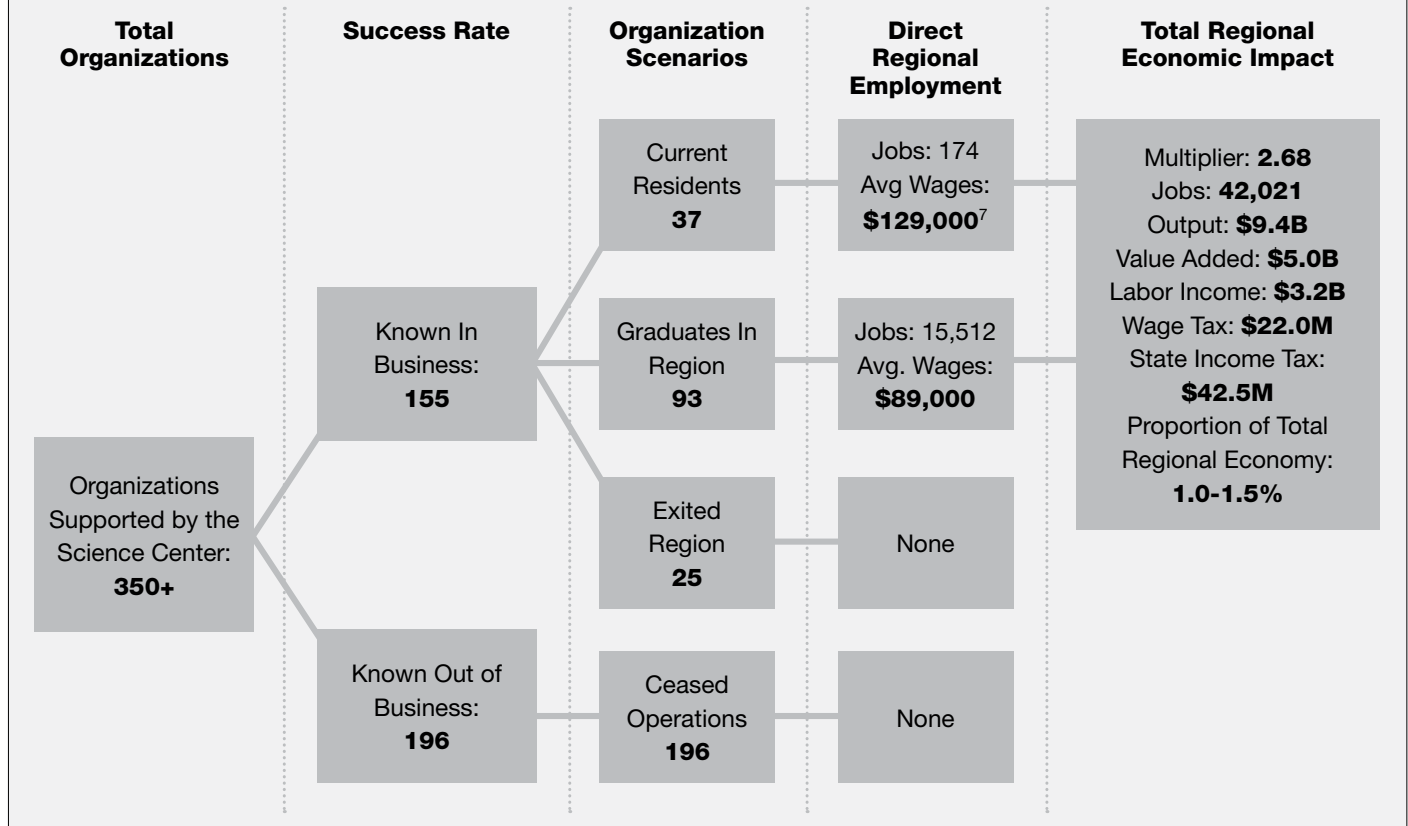 Total
Organizations
Success Rate
Organization
Scenarios
Direct
Regional
Employment
Total Regional
Economic Impact
Organizations
Supported by the
Science Center:
350+
Known In
Business:
155
Known Out of
Business:
196
Current
Residents
37
Graduates In
Region
93
Exited
Region
25
Ceased
Operations
196
Jobs: 174
Avg Wages:
$129,000⁷
Jobs: 15,512
Avg. Wages:
$89,000
None
None
Multiplier: 2.68
Jobs: 42,021
Output: $9.4B
Value Added: $5.0B
Labor Income: $3.2B
Wage Tax: $22.0M
State Income Tax:
$42.5M
Proportion of Total
Regional Economy:
1.0-1.5%